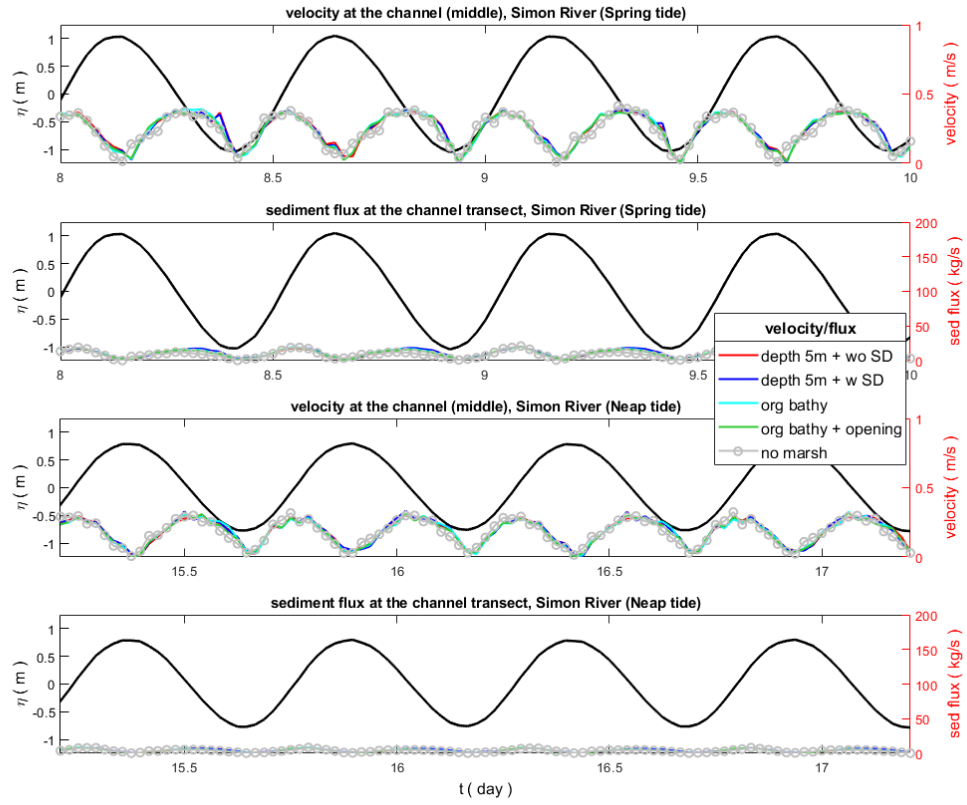 velocity at the channel (middle), Simon River (Spring tide)
1
0.5
0
-0.5
-1
η ( m )
1
0.5
0
velocity ( m/s )
8
8.5
9
9.5
10
sediment flux at the channel transect, Simon River (Spring tide)
1
0.5
0
-0.5
-1
η ( m )
200
150
100
50
0
sed flux ( kg/s )
8
8.5
9
9.5
10
velocity/flux
depth 5m + wo SD
depth 5m + w SD
org bathy
org bathy + opening
no marsh
velocity at the channel (middle), Simon River (Neap tide)
1
0.5
0
-0.5
-1
η ( m )
1
0.5
0
velocity ( m/s )
15.5
16
16.5
17
sediment flux at the channel transect, Simon River (Neap tide)
1
0.5
0
-0.5
-1
η ( m )
200
150
100
50
0
sed flux ( kg/s )
15.5
16
16.5
17
t ( day )